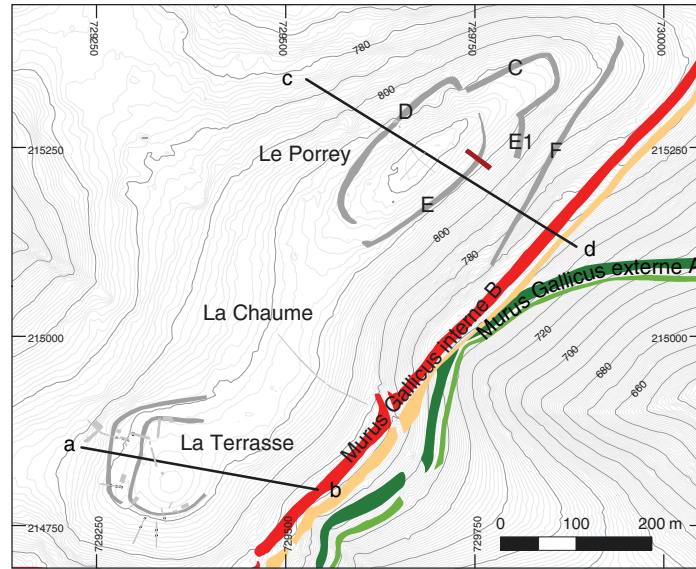 729250
729500
729750
730000
780
c
800
C
D
215250
Le Porrey
E1
F
215250
E
800
780
d
La Chaume
Murus Gallicus interne B
Murus Gallicus externe A
215000
720
215000
700
680
660
a
La Terrasse
b
214750
729250
729500
729750
0 100 200 m